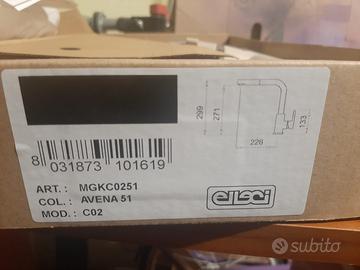 299
271
226
133
8 031873 101619
ART.: MGKC0251
COL.: AVENA 51
MOD.: C02
elleci
subito